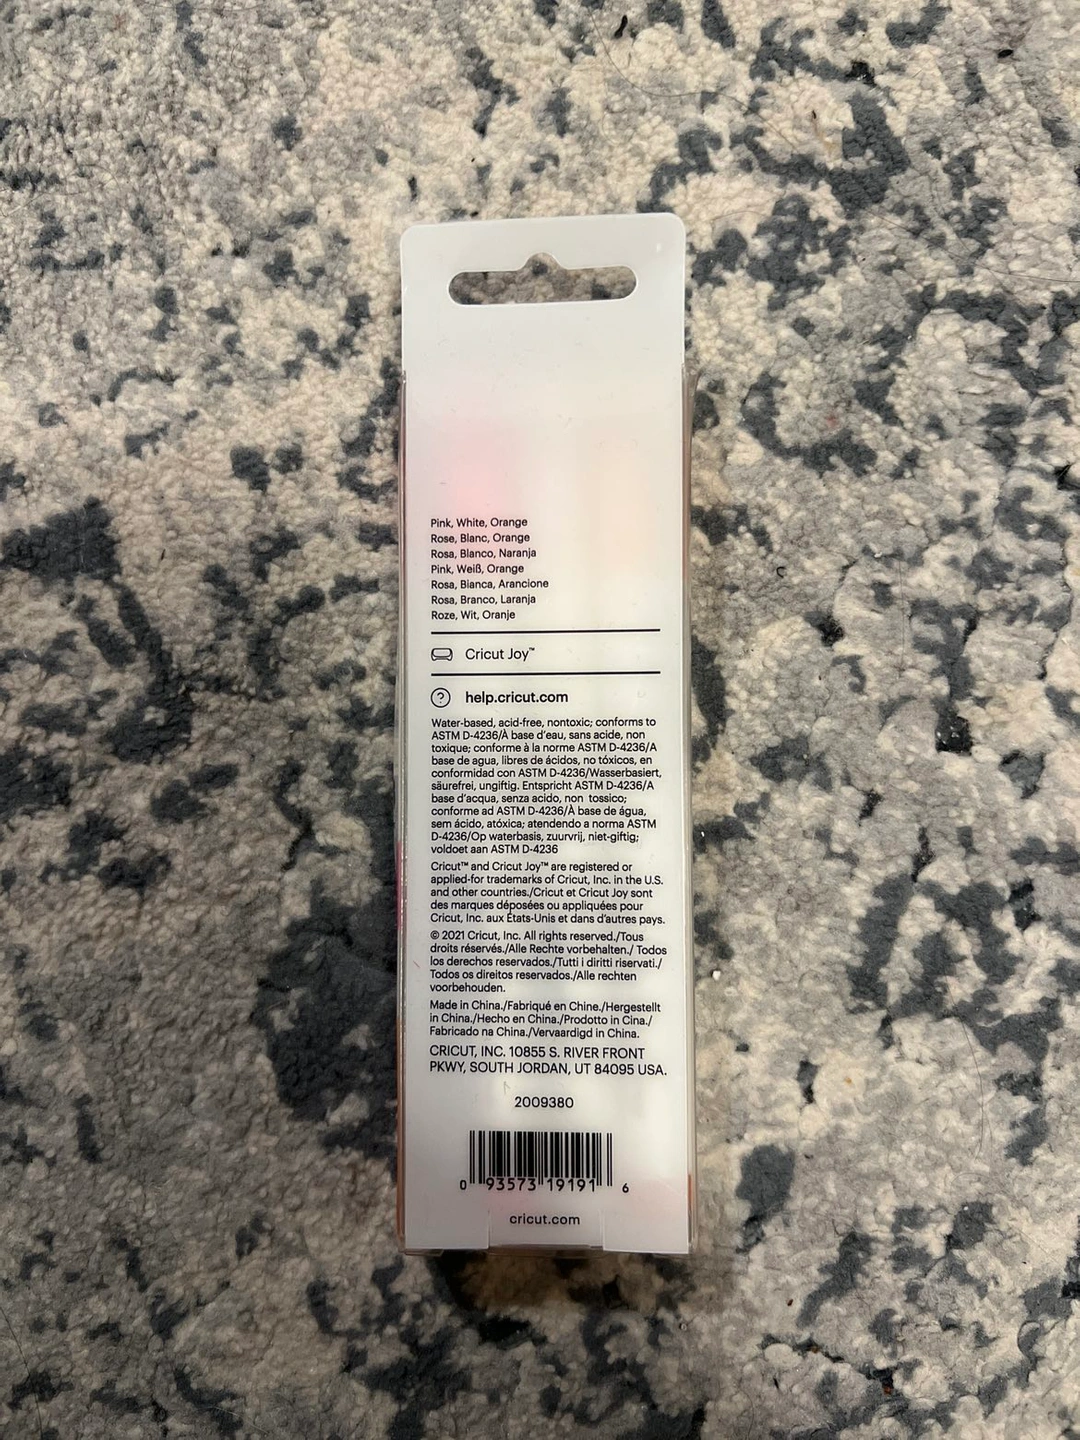 Pink, White, Orange
Rose, Blanc, Orange
Rosa, Blanco, Naranja
Pink, Weiß, Orange
Rosa, Bianca, Arancione
Rosa, Branco, Laranja
Roze, Wit, Oranje
Cricut Joy™
? help.cricut.com
Water-based, acid-free, nontoxic; conforms to
ASTM D-4236/À base d'eau, sans acide, non
toxique; conforme à la norme ASTM D-4236/A
base de agua, libres de ácidos, no tóxicos, en
conformidad con ASTM D-4236/Wasserbasiert,
säurefrei, ungiftig. Entspricht ASTM D-4236/A
base d'acqua, senza acido, non tossico;
conforme ad ASTM D-4236/À base de água,
sem ácido, atóxica; atendendo a norma ASTM
D-4236/Op waterbasis, zuurvrij, niet-giftig;
voldoet aan ASTM D-4236
Cricut™ and Cricut Joy™ are registered or
applied-for trademarks of Cricut, Inc. in the U.S.
and other countries./Cricut et Cricut Joy sont
des marques déposées ou appliquées pour
Cricut, Inc. aux États-Unis et dans d'autres pays.
© 2021 Cricut, Inc. All rights reserved./Tous
droits réservés./Alle Rechte vorbehalten./ Todos
los derechos reservados./Tutti i diritti riservati./
Todos os direitos reservados./Alle rechten
voorbehouden.
Made in China./Fabriqué en Chine./Hergestellt
in China./Hecho en China./Prodotto in Cina./
Fabricado na China./Vervaardigd in China.
CRICUT, INC. 10855 S. RIVER FRONT
PKWY, SOUTH JORDAN, UT 84095 USA.
2009380
0 93573 19191 6
cricut.com